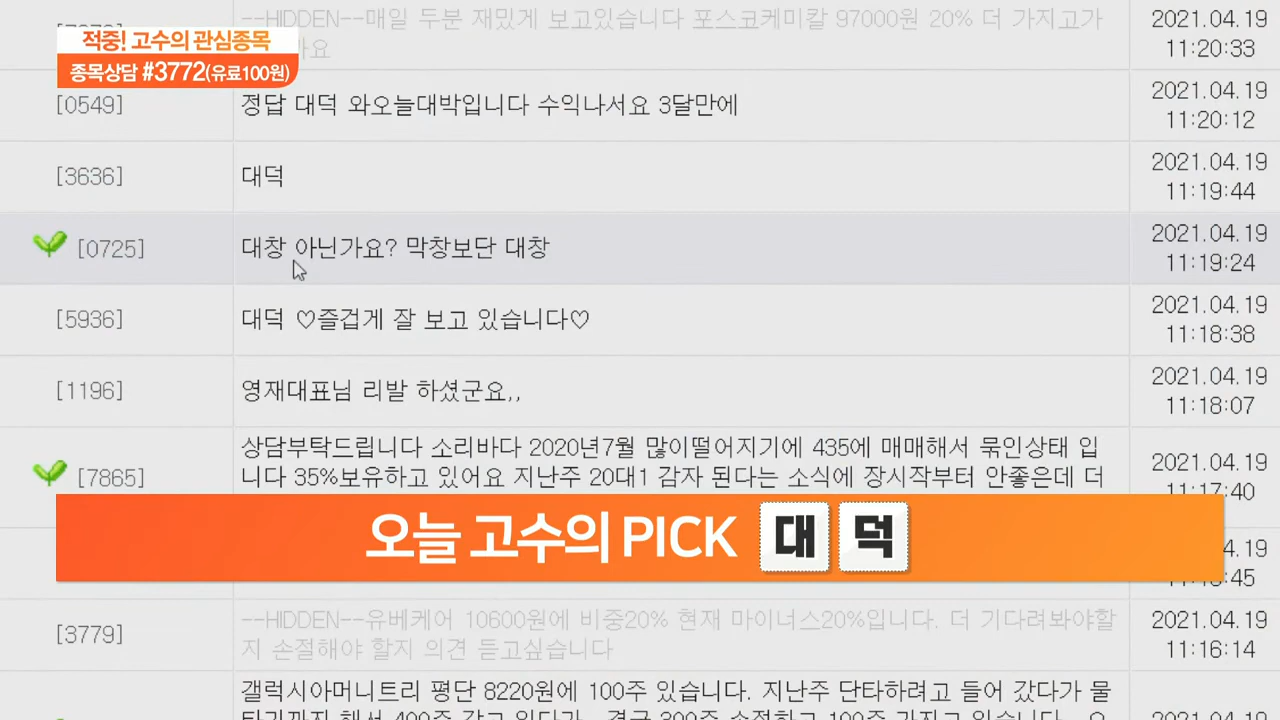 --HIDDEN--매일 두분 재밌게 보고있습니다 포스코케미칼 97000원 20% 더 가지고가
2021.04.19
적중! 고수의 관심종목
가요
11:20:33
종목상담 #3772(유료100원)
[0549]
정답 대덕 와오늘대박입니다 수익나서요 3달만에
2021.04.19
11:20:12
[3636]
대덕
2021.04.19
11:19:44
[0725]
대창 아닌가요? 막창보단 대창
2021.04.19
11:19:24
[5936]
대덕 ♡즐겁게 잘 보고 있습니다♡
2021.04.19
11:18:38
[1196]
영재대표님 리발 하셨군요,,
2021.04.19
11:18:07
[7865]
상담부탁드립니다 소리바다 2020년7월 많이떨어지기에 435에 매매해서 묶인상태 입
니다 35%보유하고 있어요 지난주 20대1 감자 된다는 소식에 장시작부터 안좋은데 더
2021.04.19
11:17:40
오늘 고수의 PICK 대덕
4.19
:45
[3779]
--HIDDEN--유베케어 10600원에 비중20% 현재 마이너스20%입니다. 더 기다려봐야할
지 손절해야 할지 의견 듣고싶습니다
2021.04.19
11:16:14
갤럭시아머니트리 평단 8220원에 100주 있습니다. 지난주 단타하려고 들어 갔다가 물
2021.04.19